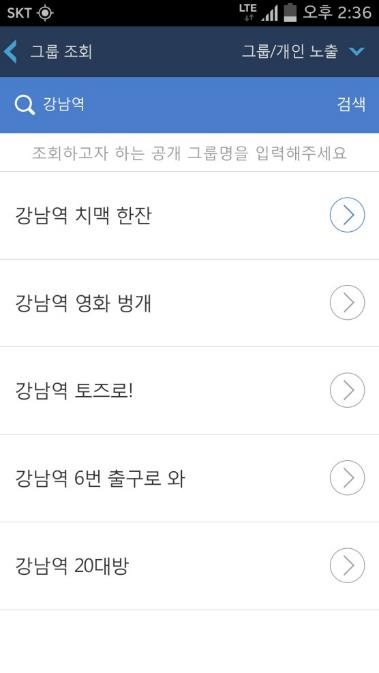 SKT LTE 오후 2:36
그룹 조회 그룹/개인 노출
강남역 검색
조회하고자 하는 공개 그룹명을 입력해주세요
강남역 치맥 한잔
강남역 영화 벙개
강남역 토즈로!
강남역 6번 출구로 와
강남역 20대방